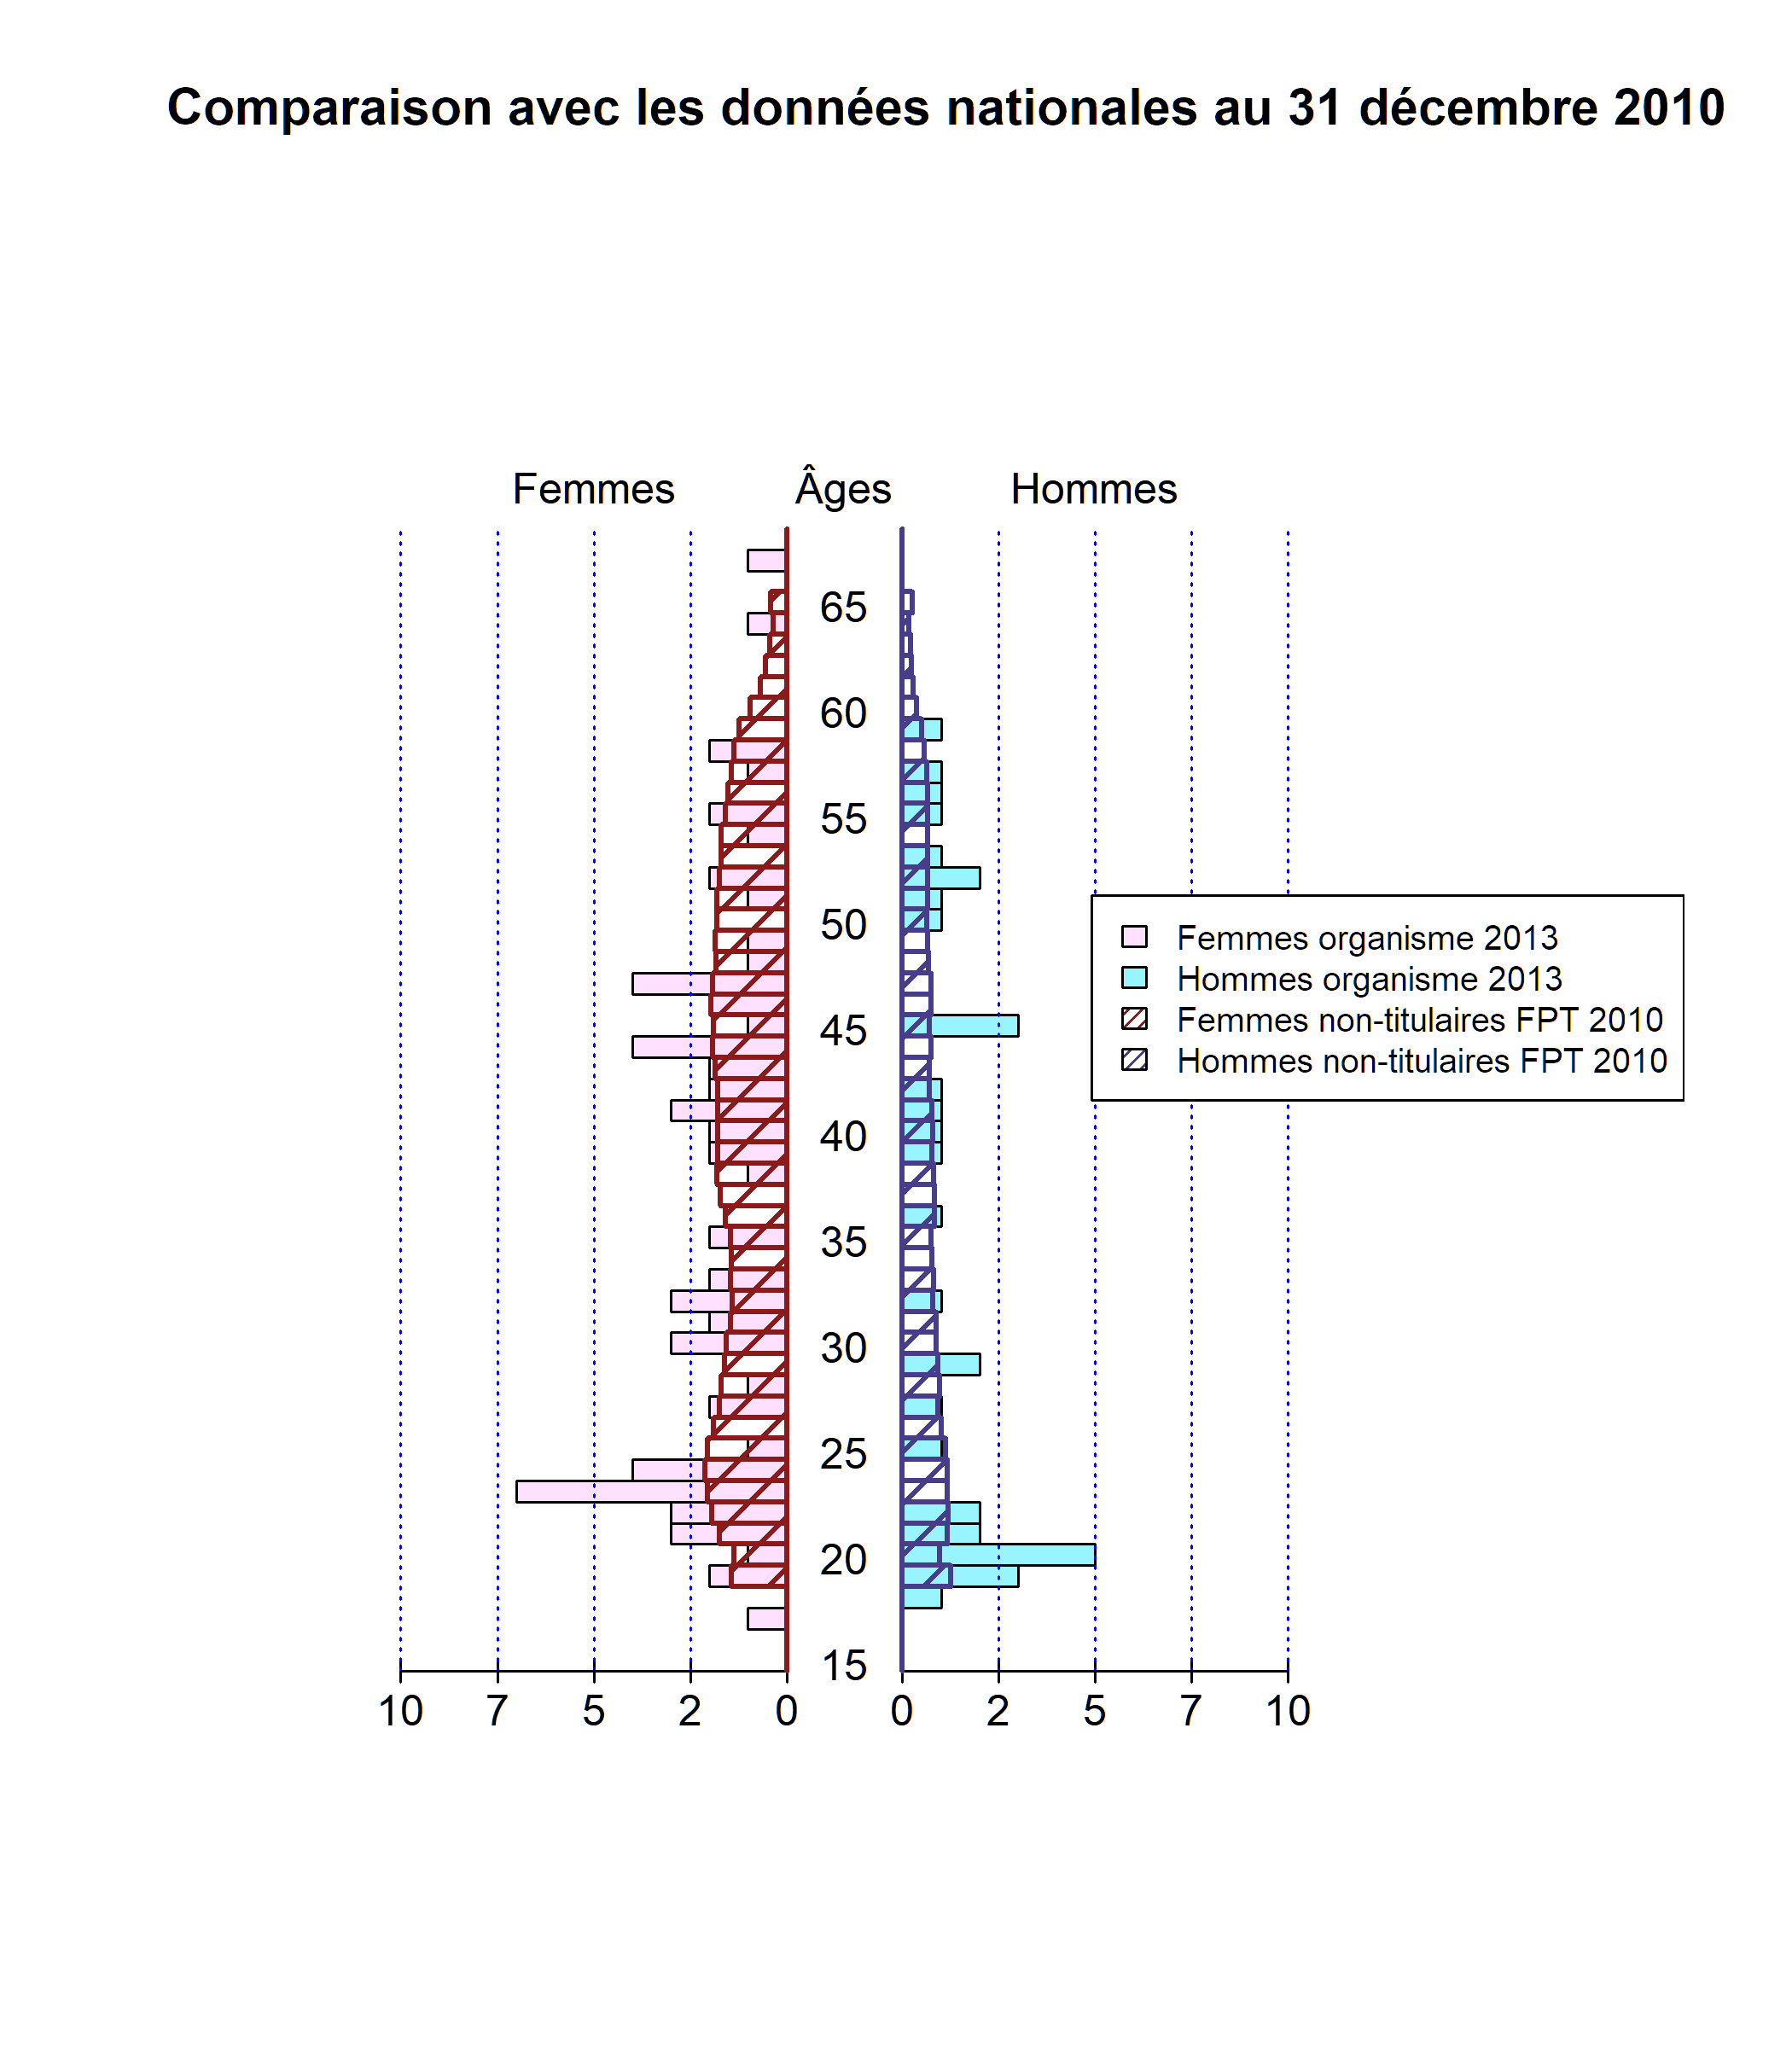 Comparaison avec les données nationales au 31 décembre 2010
Femmes Âges Hommes
65
60
55
50
45
40
35
30
25
20
15
Femmes organisme 2013
Hommes organisme 2013
Femmes non-titulaires FPT 2010
Hommes non-titulaires FPT 2010
10 7 5 2 0 0 2 5 7 10